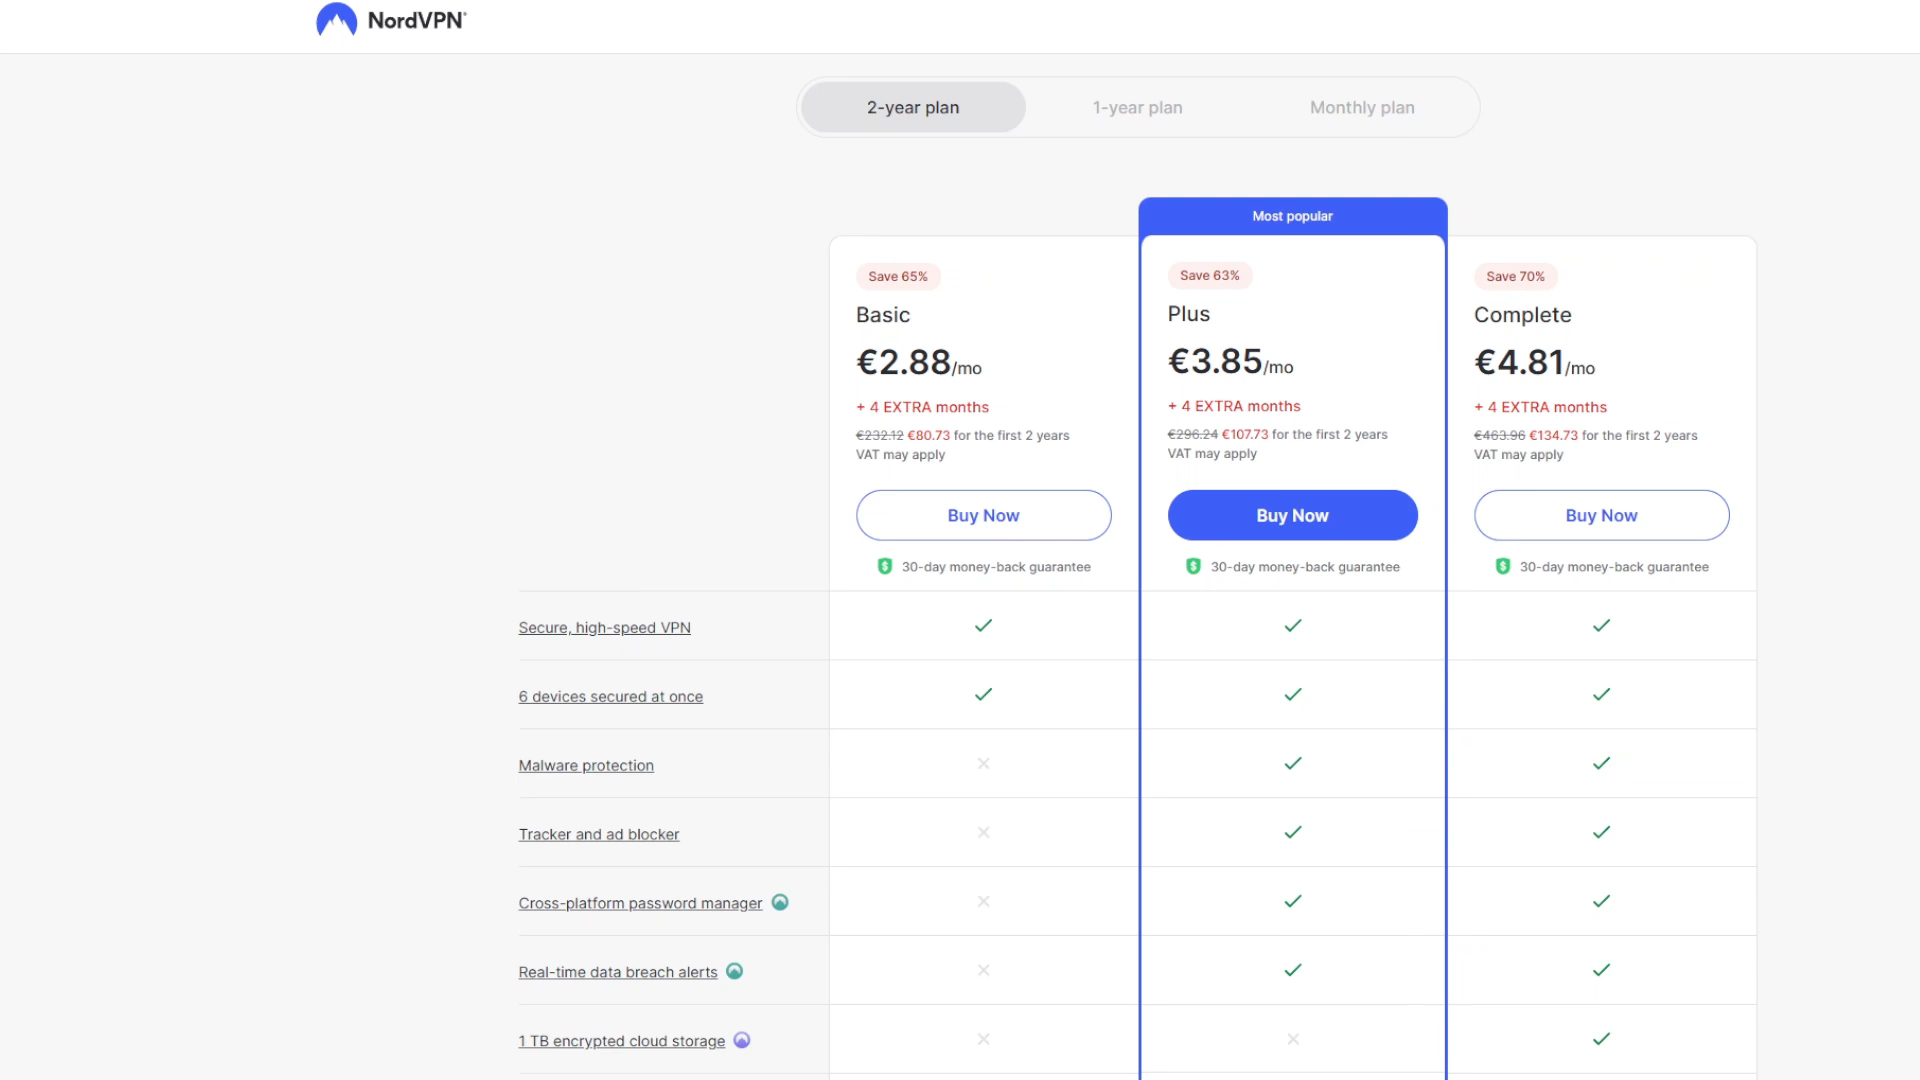 NordVPN®
2-year plan
1-year plan
Monthly plan
Most popular
Save 65%
Basic
€2.88/mo
+ 4 EXTRA months
€232.12 €80.73 for the first 2 years
VAT may apply
Buy Now
30-day money-back guarantee
Save 63%
Plus
€3.85/mo
+ 4 EXTRA months
€296.24 €107.73 for the first 2 years
VAT may apply
Buy Now
30-day money-back guarantee
Save 70%
Complete
€4.81/mo
+ 4 EXTRA months
€463.96 €134.73 for the first 2 years
VAT may apply
Buy Now
30-day money-back guarantee
Secure, high-speed VPN
6 devices secured at once
Malware protection
Tracker and ad blocker
Cross-platform password manager
Real-time data breach alerts
1 TB encrypted cloud storage